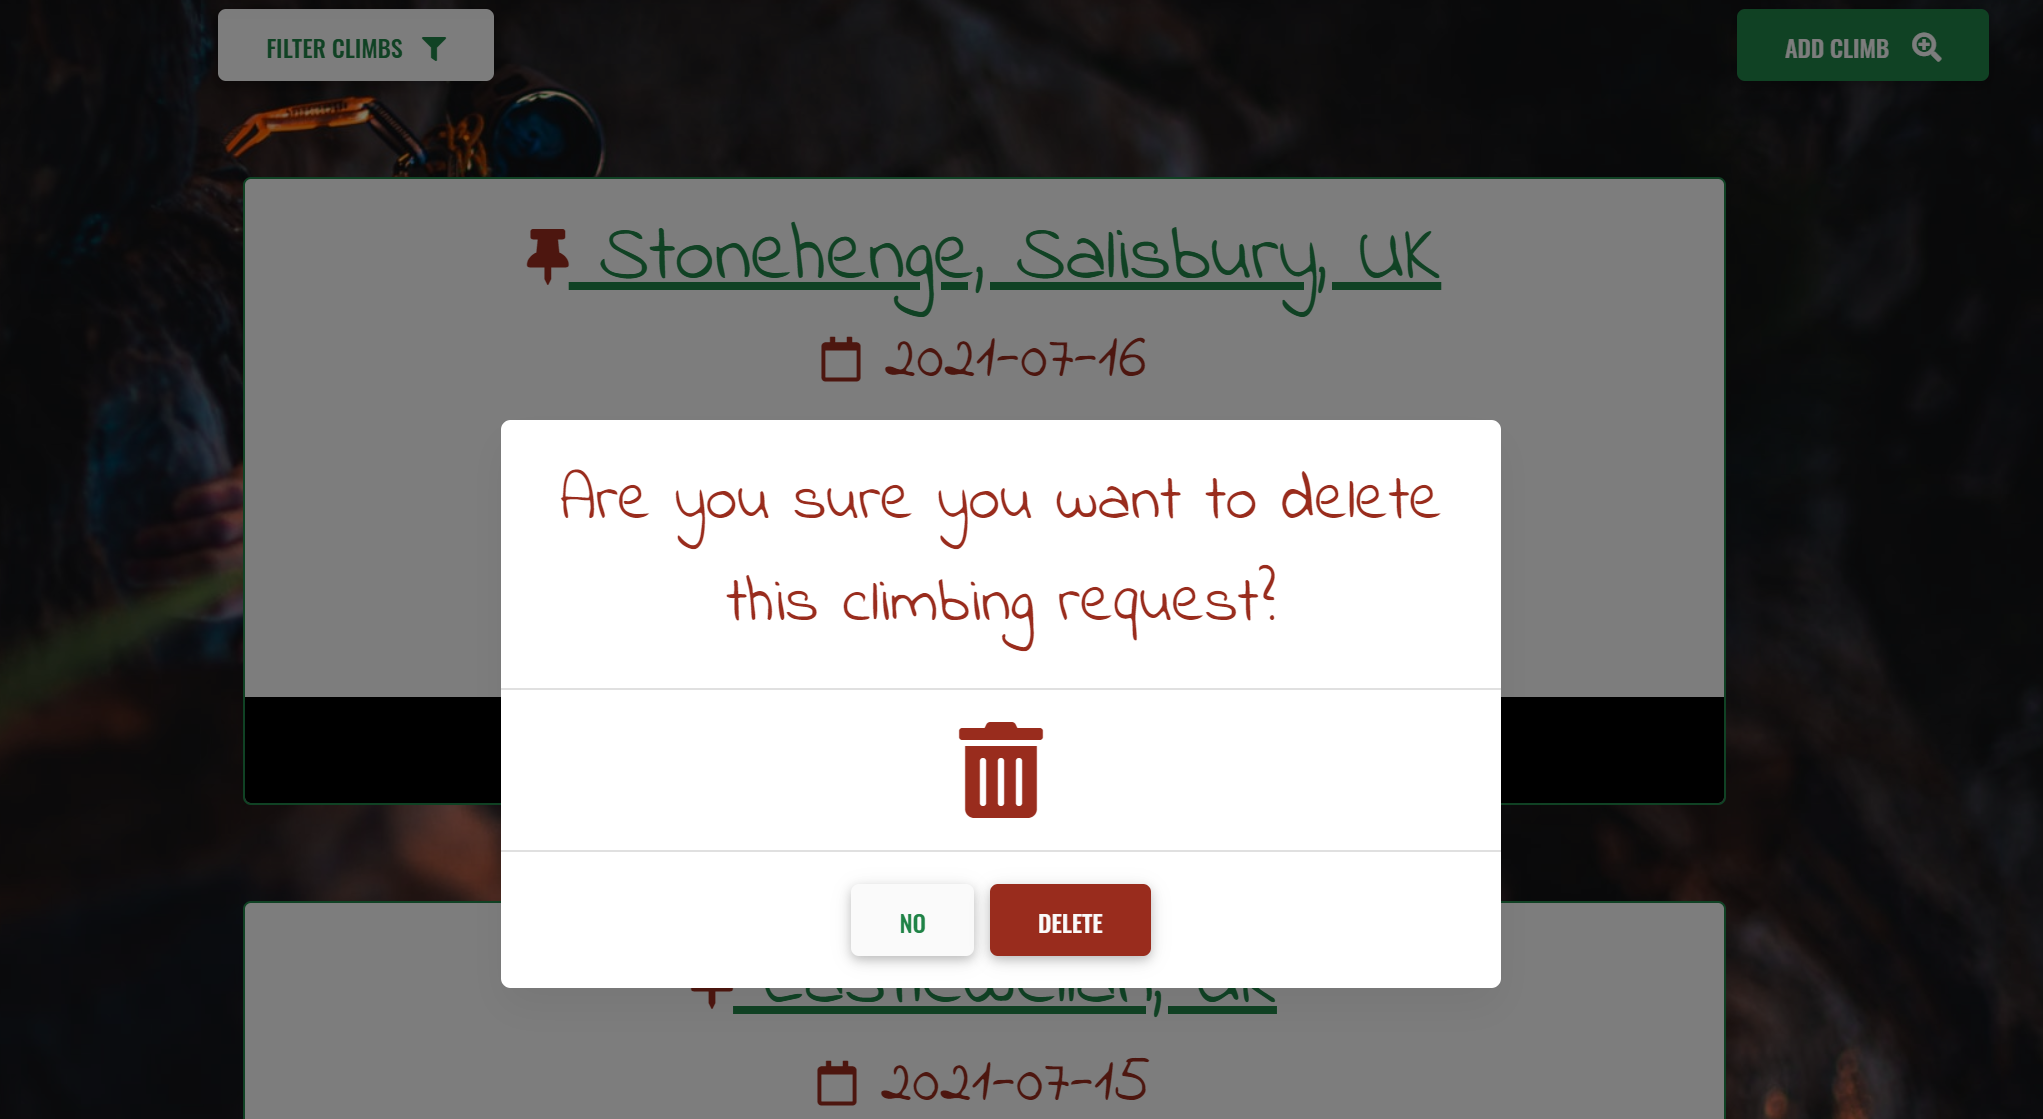 FILTER CLIMBS
ADD CLIMB
Stonehenge, Salisbury, UK
2021-07-16
Are you sure you want to delete
this climbing request?
NO
DELETE
UK
2021-07-15